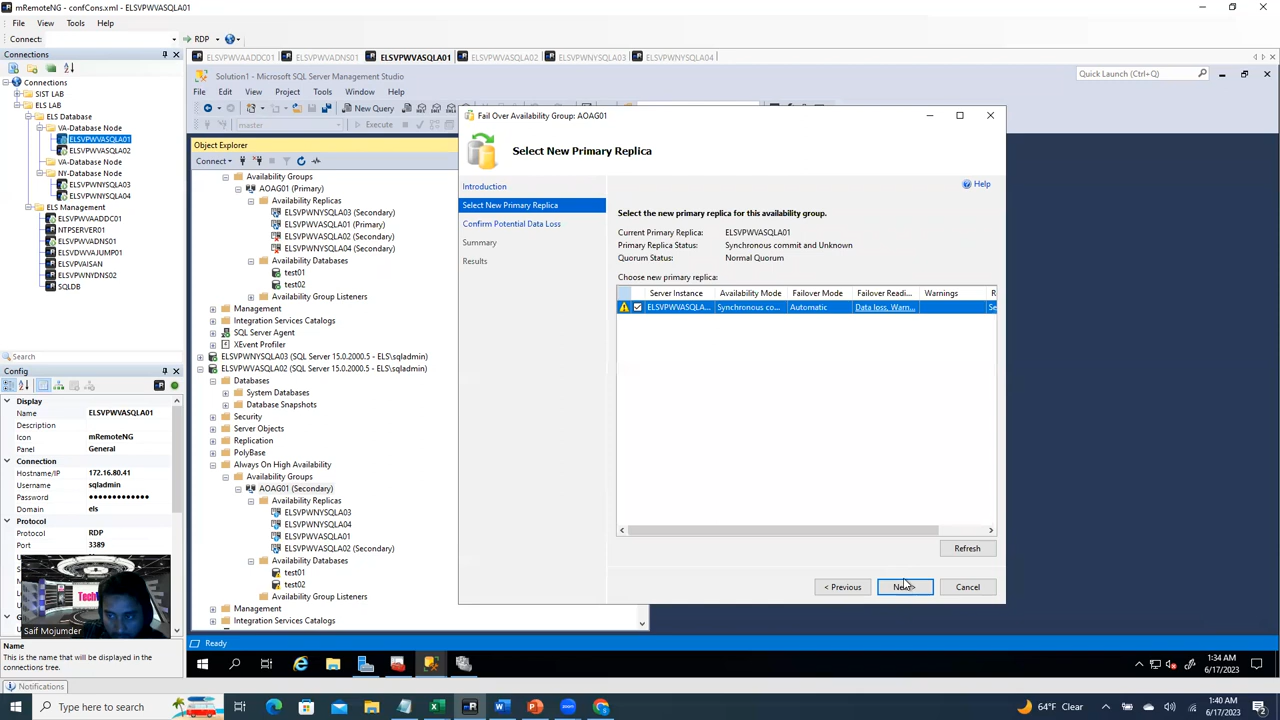 mRemoteNG - confCons.xml - ELSVPWVASQLA01
File View Tools Help
Connect: RDP
Connections
Connections
SIST LAB
ELS LAB
ELS Database
VA-Database Node
ELSVPWVASQLA01
ELSVPWVASQLA02
VA-Database Node
NY-Database Node
ELSVPWNYSQLA03
ELSVPWNYSQLA04
ELS Management
ELSVPWVAADDC01
NTPSERVER01
ELSVPWVADNS01
ELSVDWVAJUMP01
ELSVPVAISAN
ELSVPWNYDNS02
SQLDB
Search
Config
Display
Name ELSVPWVASQLA01
Description
Icon mRemoteNG
Panel General
Connection
Hostname/IP 172.16.80.41
Username sqladmin
Password ●●●●●●●●●●●●●
Domain els
Protocol
Protocol RDP
Port 3389
Saif Mojumder
Name
This is the name that will be displayed in the connections tree.
Notifications
ELSVPWVAADDC01 ELSVPWVADNS01 ELSVPWVASQLA01 ELSVPWVASQLA02 ELSVPWNYSQLA03 ELSVPWNYSQLA04
Solution1 - Microsoft SQL Server Management Studio
Quick Launch (Ctrl+Q)
File Edit View Project Tools Window Help
New Query
master Execute
Object Explorer
Connect
Availability Groups
AOAG01 (Primary)
Availability Replicas
ELSVPWNYSQLA03 (Secondary)
ELSVPWVASQLA01 (Primary)
ELSVPWVASQLA02 (Secondary)
ELSVPWNYSQLA04 (Secondary)
Availability Databases
test01
test02
Availability Group Listeners
Management
Integration Services Catalogs
SQL Server Agent
XEvent Profiler
ELSVPWNYSQLA03 (SQL Server 15.0.2000.5 - ELS\sqladmin)
ELSVPWVASQLA02 (SQL Server 15.0.2000.5 - ELS\sqladmin)
Databases
System Databases
Database Snapshots
Security
Server Objects
Replication
PolyBase
Always On High Availability
Availability Groups
AOAG01 (Secondary)
Availability Replicas
ELSVPWNYSQLA03
ELSVPWNYSQLA04
ELSVPWVASQLA01
ELSVPWVASQLA02 (Secondary)
Availability Databases
test01
test02
Availability Group Listeners
Management
Integration Services Catalogs
Ready
Fail Over Availability Group: AOAG01
Select New Primary Replica
Introduction
Select New Primary Replica
Confirm Potential Data Loss
Summary
Results
Help
Select the new primary replica for this availability group.
Current Primary Replica: ELSVPWVASQLA01
Primary Replica Status: Synchronous commit and Unknown
Quorum Status: Normal Quorum
Choose new primary replica:
Server Instance Availability Mode Failover Mode Failover Readi... Warnings R
ELSVPWVASQLA... Synchronous co... Automatic Data loss, Warn... Se
Refresh
< Previous Next > Cancel
1:34 AM
6/17/2023
Type here to search
64°F Clear
1:40 AM
6/17/2023